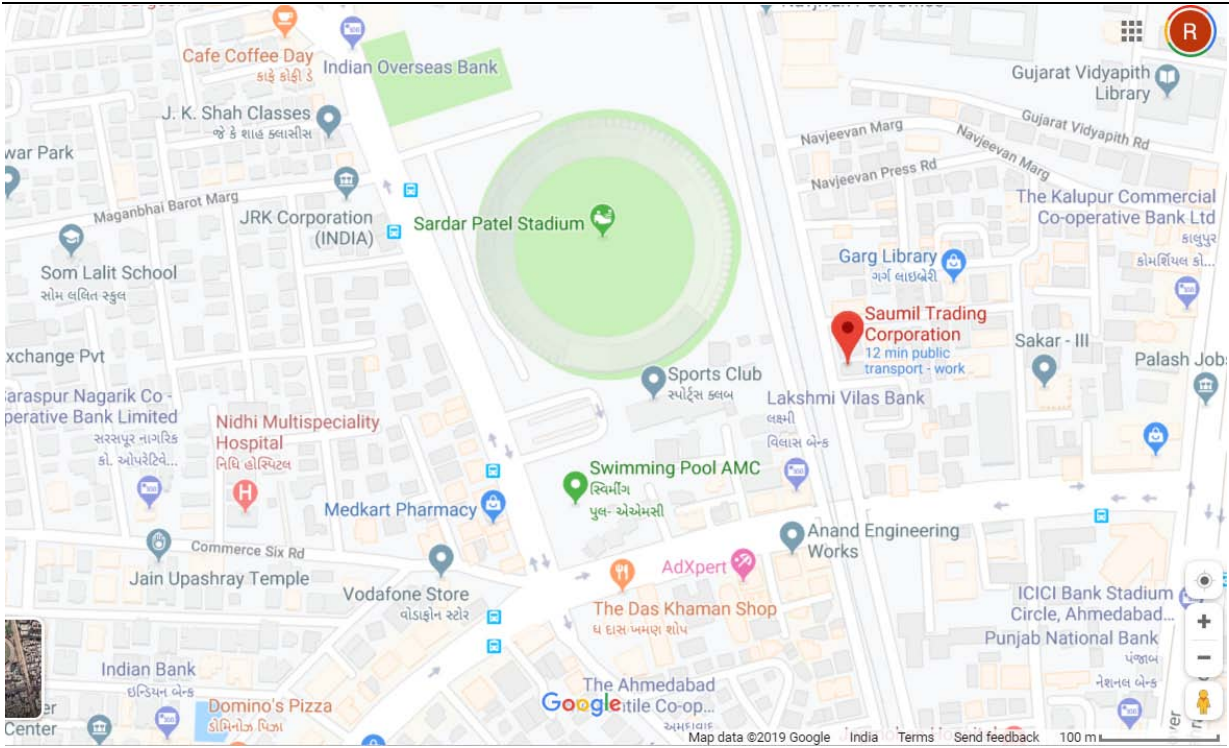 Cafe Coffee Day
કાફે કોફી ડે
Indian Overseas Bank
J. K. Shah Classes
જે કે શાહ ક્લાસીસ
R
Gujarat Vidyapith
Library
Gujarat Vidyapith Rd
Navjeevan Marg
Navjeevan Marg
Navjeevan Press Rd
war Park
Maganbhai Barot Marg
JRK Corporation
(INDIA)
Sardar Patel Stadium
The Kalupur Commercial
Co-operative Bank Ltd
કાલુપુર
કોમર્શિયલ કો...
Som Lalit School
સોમ લલિત સ્કુલ
Garg Library
ગર્ગ લાઇબ્રેરી
Saumil Trading
Corporation
12 min public
transport - work
Sakar - III
xchange Pvt
Palash Jobs
Sports Club
સ્પોર્ટ્સ ક્લબ
Lakshmi Vilas Bank
લક્ષ્મી
વિલાસ બેન્ક
Saraspur Nagarik Co -
perative Bank Limited
સરસપૂર નાગરિક
કો. ઓપરેટિવે...
Nidhi Multispeciality
Hospital
નિધિ હોસ્પિટલ
H
Swimming Pool AMC
સ્વિમીંગ
પુલ- એએમસી
Medkart Pharmacy
Anand Engineering
Works
Commerce Six Rd
Jain Upashray Temple
AdXpert
Vodafone Store
વોડાફોન સ્ટોર
The Das Khaman Shop
ધ દાસ ખમણ શોપ
ICICI Bank Stadium
Circle, Ahmedabad...
Punjab National Bank
પંજાબ
નેશનલ બેન્ક
Indian Bank
ઇન્ડિયન બેન્ક
Domino's Pizza
ડોમિનોઝ પિઝા
The Ahmedabad
tile Co-op...
અમદાવાદ
Google
Center
Map data ©2019 Google India Terms Send feedback 100 m